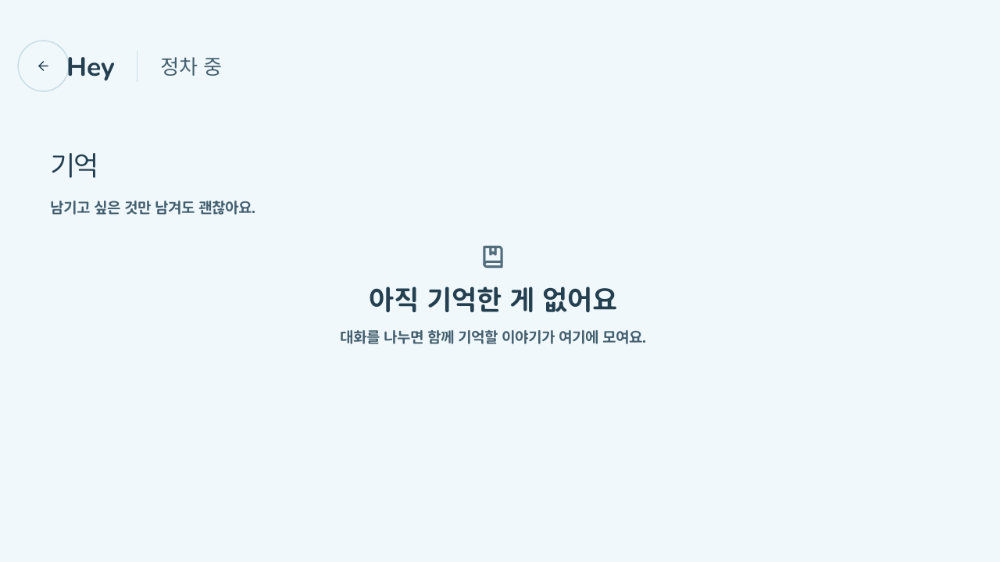 Hey 정차 중
기억
남기고 싶은 것만 남겨도 괜찮아요.
아직 기억한 게 없어요
대화를 나누면 함께 기억할 이야기가 여기에 모여요.